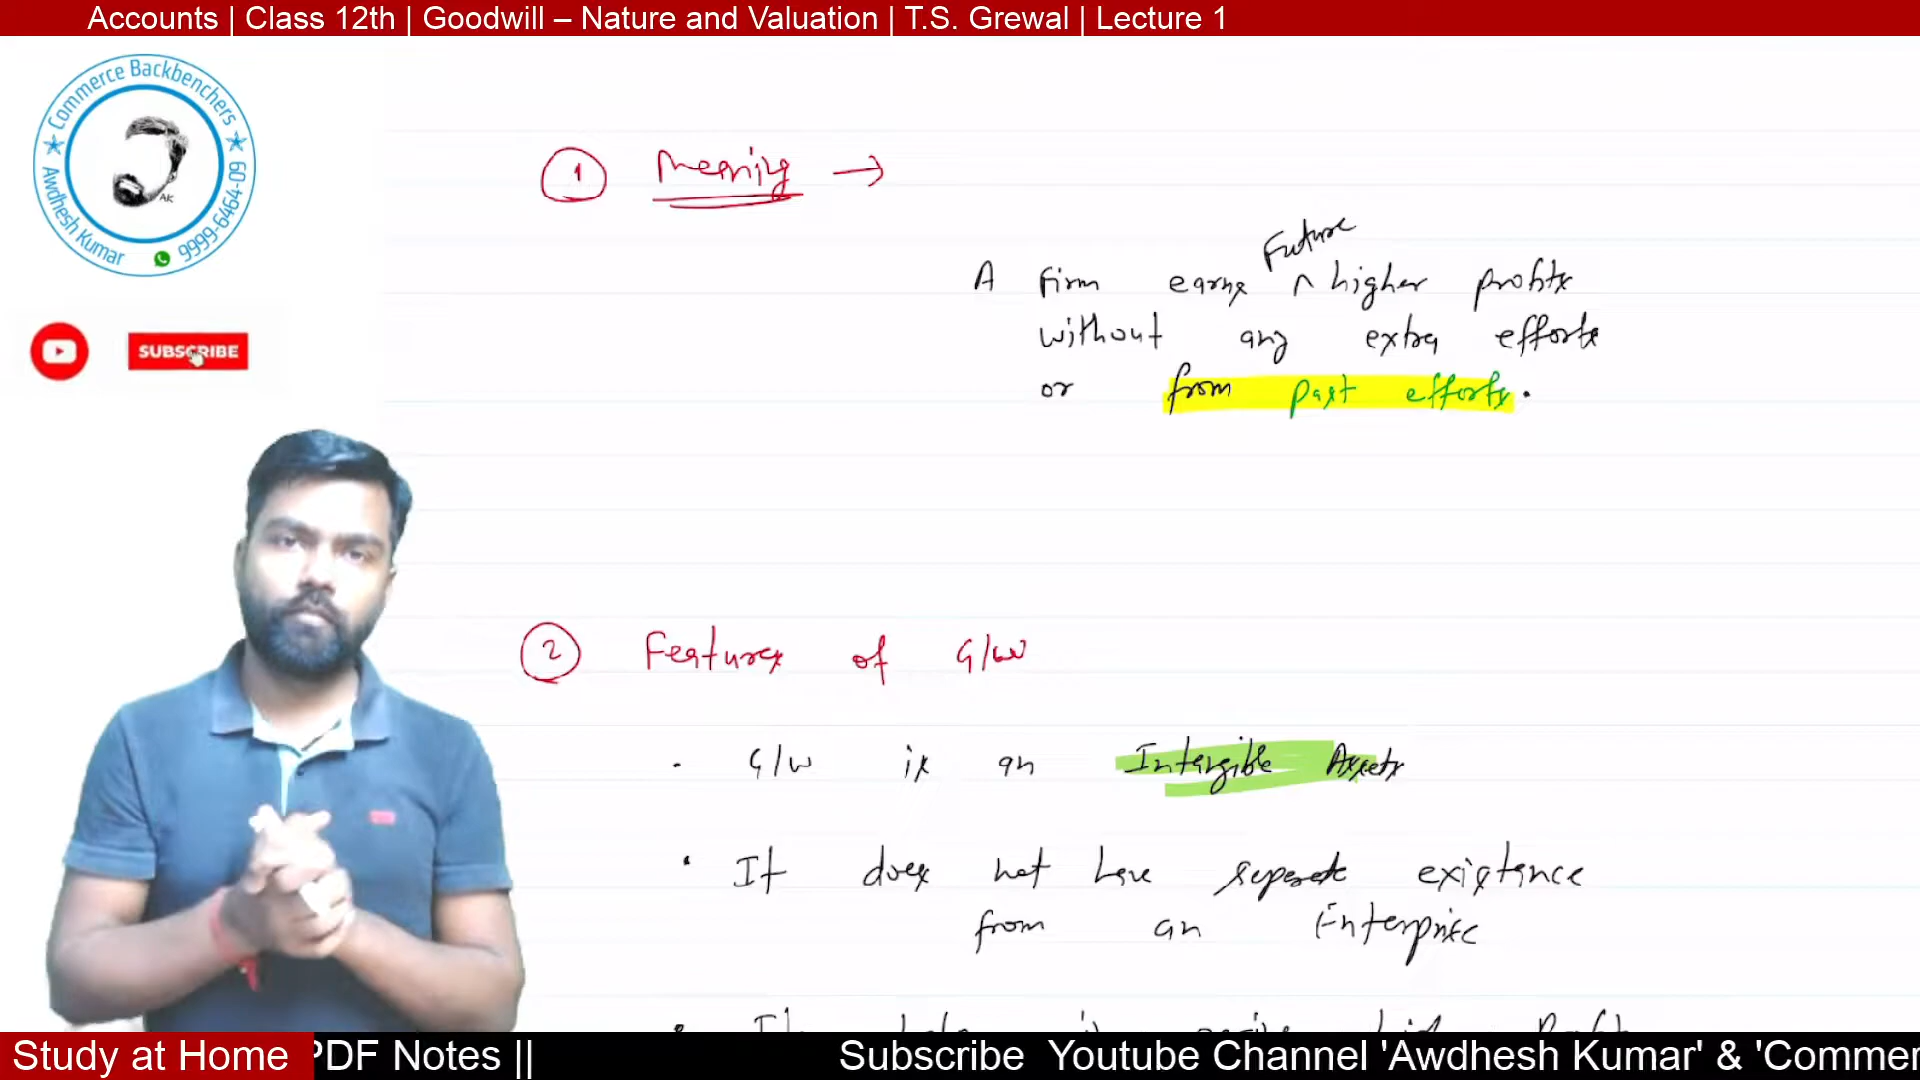 Accounts | Class 12th | Goodwill – Nature and Valuation | T.S. Grewal | Lecture 1
Commerce Backbenchers
AK
Awdhesh Kumar 9999-6464-09
SUBSCRIBE
1 Meaning →
Future
A firm earns ^ higher profits
without any extra efforts
or from past efforts.
2 Features of G/W
· G/W is an Intangible Assets
· It does not have separate existance
from an Enterprise
Study at Home PDF Notes || Subscribe Youtube Channel 'Awdhesh Kumar' & 'Commer